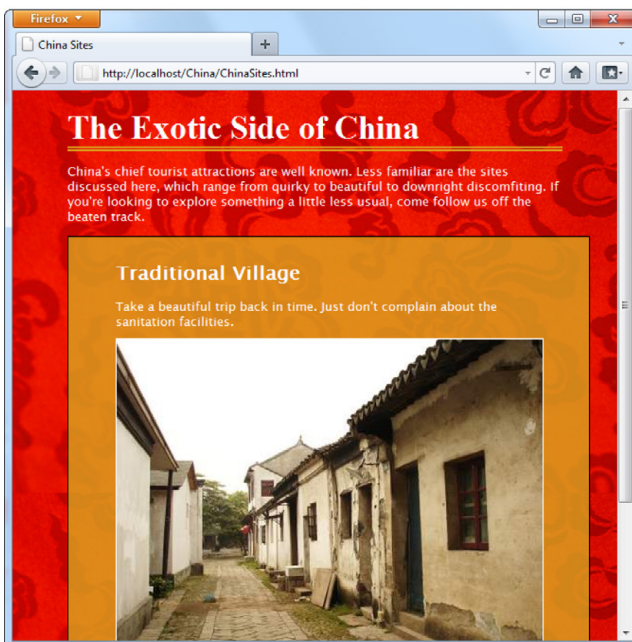 Firefox
China Sites
http://localhost/China/ChinaSites.html
The Exotic Side of China
China's chief tourist attractions are well known. Less familiar are the sites
discussed here, which range from quirky to beautiful to downright discomfiting. If
you're looking to explore something a little less usual, come follow us off the
beaten track.
Traditional Village
Take a beautiful trip back in time. Just don't complain about the
sanitation facilities.